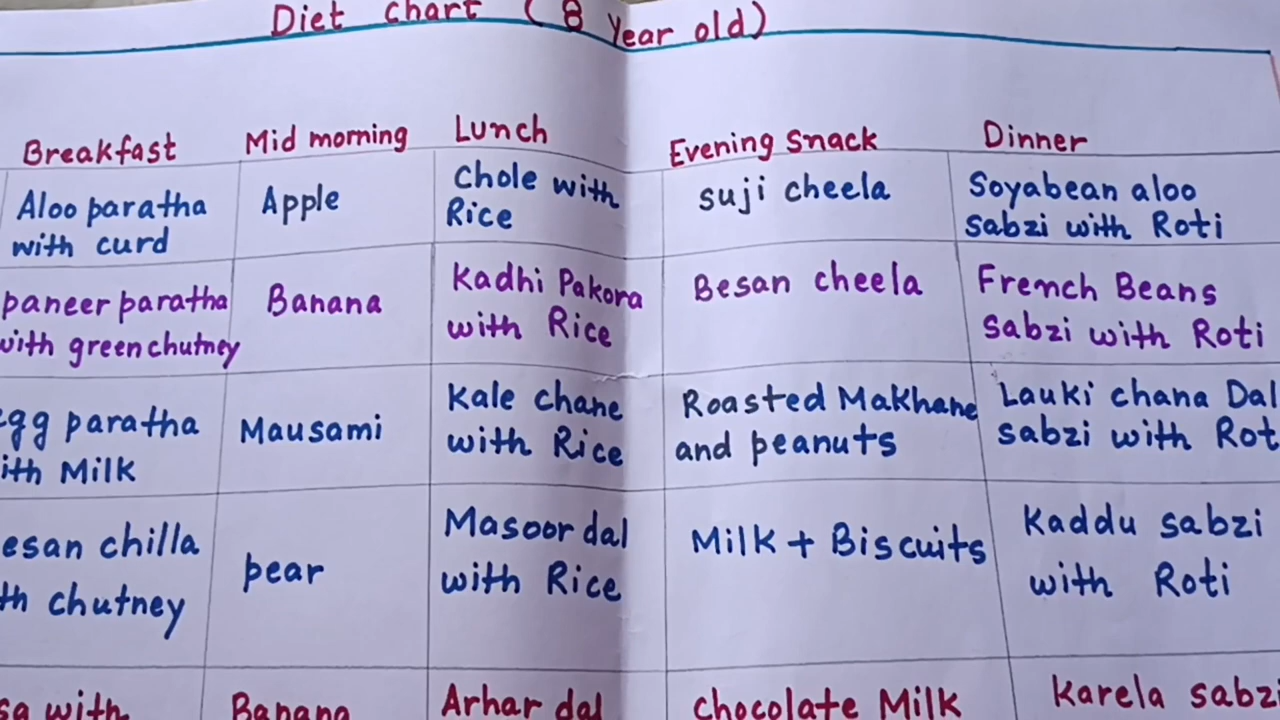 Diet Chart (8 Year old)
Breakfast Mid morning Lunch Evening Snack Dinner
Aloo paratha with curd
Apple
Chole with Rice
suji cheela
Soyabean aloo sabzi with Roti
paneer paratha with green chutney
Banana
Kadhi Pakora with Rice
Besan cheela
French Beans sabzi with Roti
egg paratha
ith Milk
Mausami
Kale chane with Rice
Roasted Makhane and peanuts
Lauki chana Dal sabzi with Rot
esan chilla
th chutney
pear
Masoor dal with Rice
Milk + Biscuits
Kaddu sabzi with Roti
sa with
Banana
Arhar dal
chocolate Milk
Karela sabzi